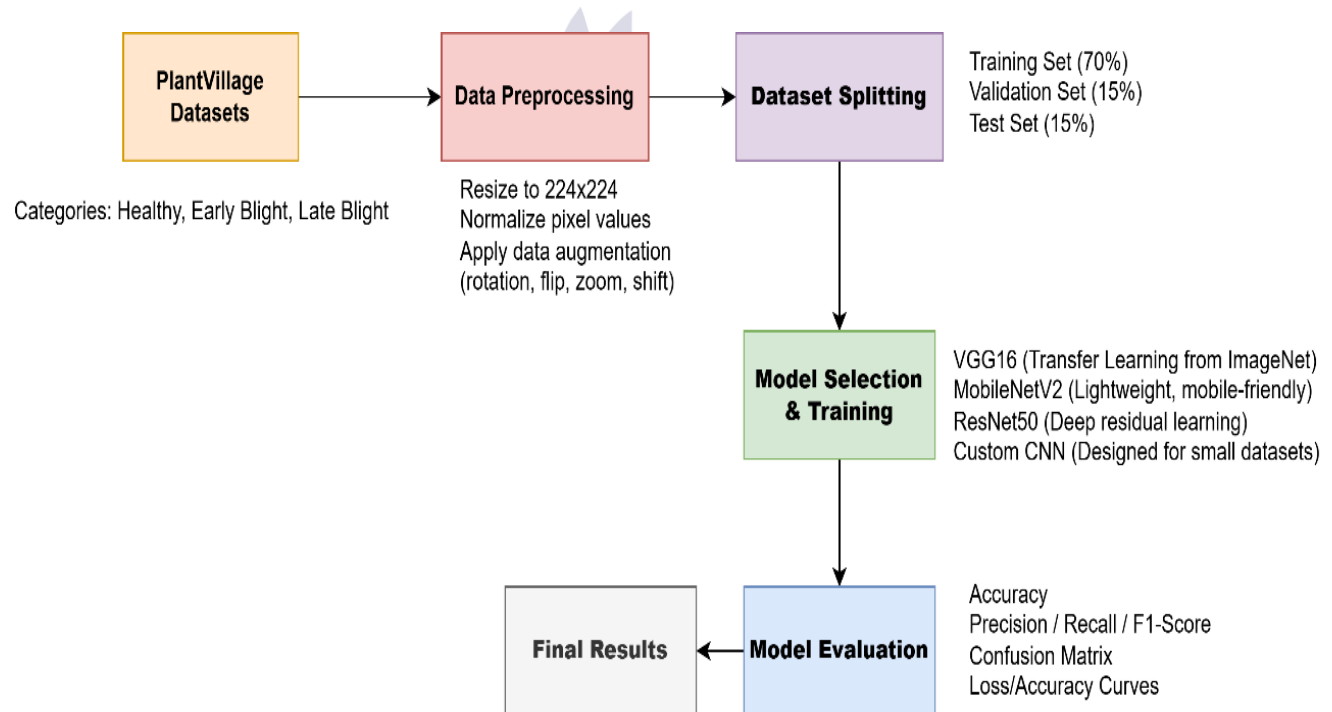 PlantVillage
Datasets
Data Preprocessing
Dataset Splitting
Training Set (70%)
Validation Set (15%)
Test Set (15%)
Categories: Healthy, Early Blight, Late Blight
Resize to 224x224
Normalize pixel values
Apply data augmentation
(rotation, flip, zoom, shift)
Model Selection
& Training
VGG16 (Transfer Learning from ImageNet)
MobileNetV2 (Lightweight, mobile-friendly)
ResNet50 (Deep residual learning)
Custom CNN (Designed for small datasets)
Final Results
Model Evaluation
Accuracy
Precision / Recall / F1-Score
Confusion Matrix
Loss/Accuracy Curves